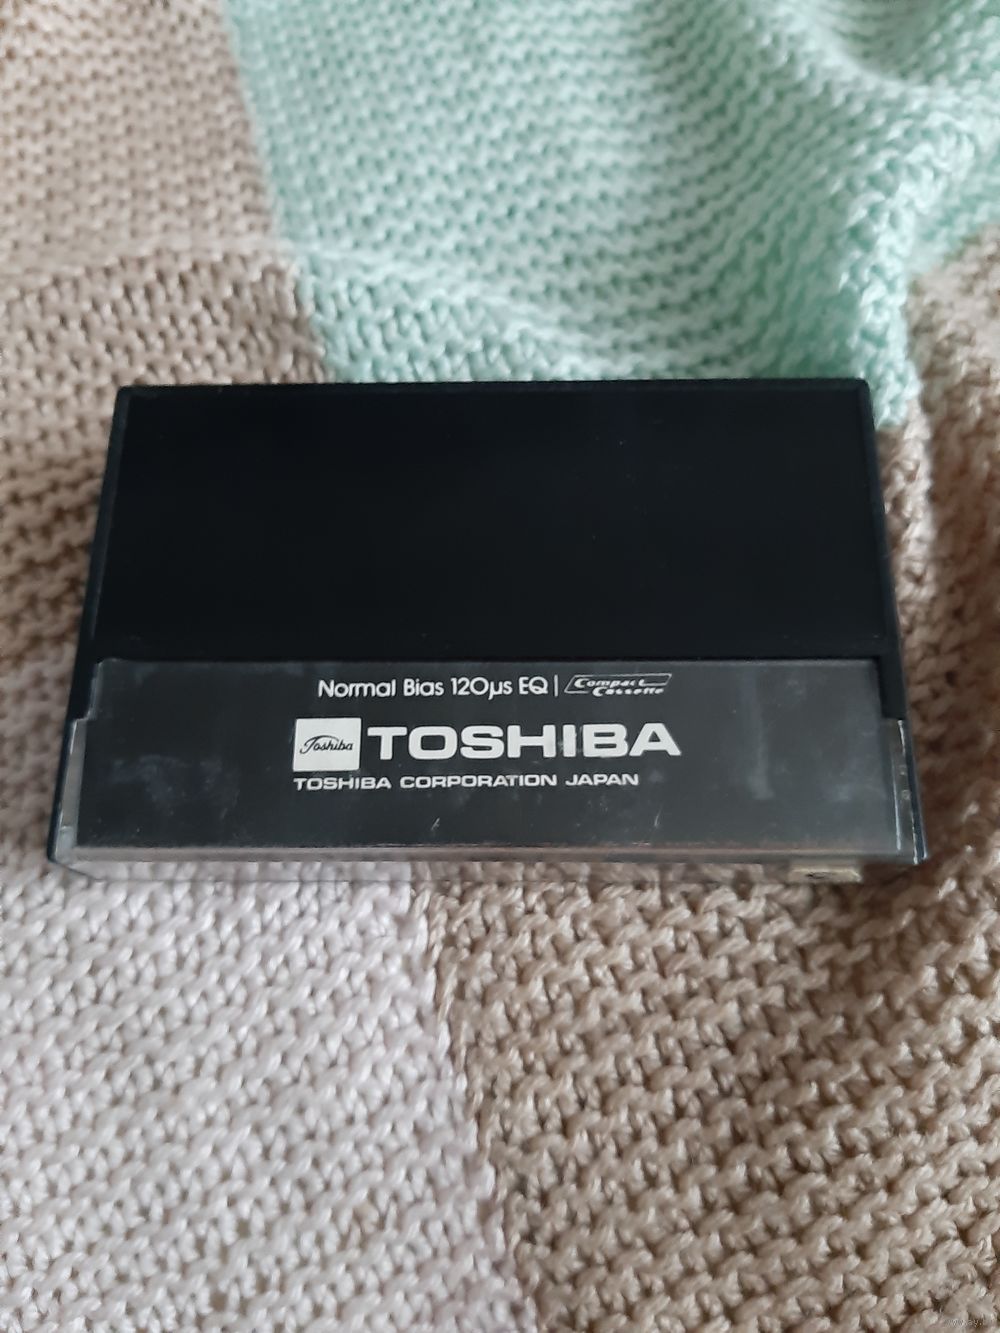 Normal Bias 120µs EQ | Compact Cassette
Toshiba TOSHIBA
TOSHIBA CORPORATION JAPAN